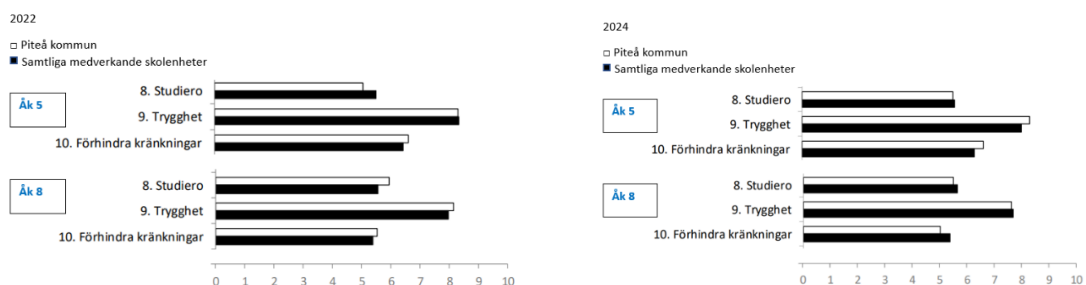 2022
Piteå kommun
Samtliga medverkande skolenheter
Åk 5
8. Studiero
9. Trygghet
10. Förhindra kränkningar
Åk 8
8. Studiero
9. Trygghet
10. Förhindra kränkningar
0 1 2 3 4 5 6 7 8 9 10
2024
Piteå kommun
Samtliga medverkande skolenheter
Åk 5
8. Studiero
9. Trygghet
10. Förhindra kränkningar
Åk 8
8. Studiero
9. Trygghet
10. Förhindra kränkningar
0 1 2 3 4 5 6 7 8 9 10